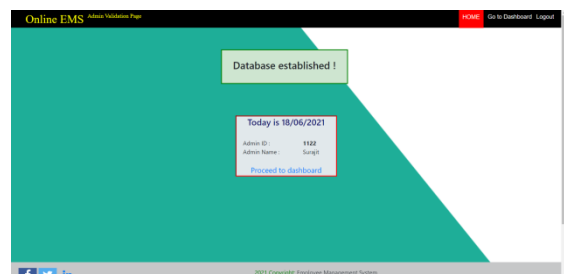 Online EMS Admin Validation Page
HOME Go to Dashboard Logout
Database established !
Today is 18/06/2021
Admin ID : 1122
Admin Name : Surajit
Proceed to dashboard
2021 Copyright: Employee Management System